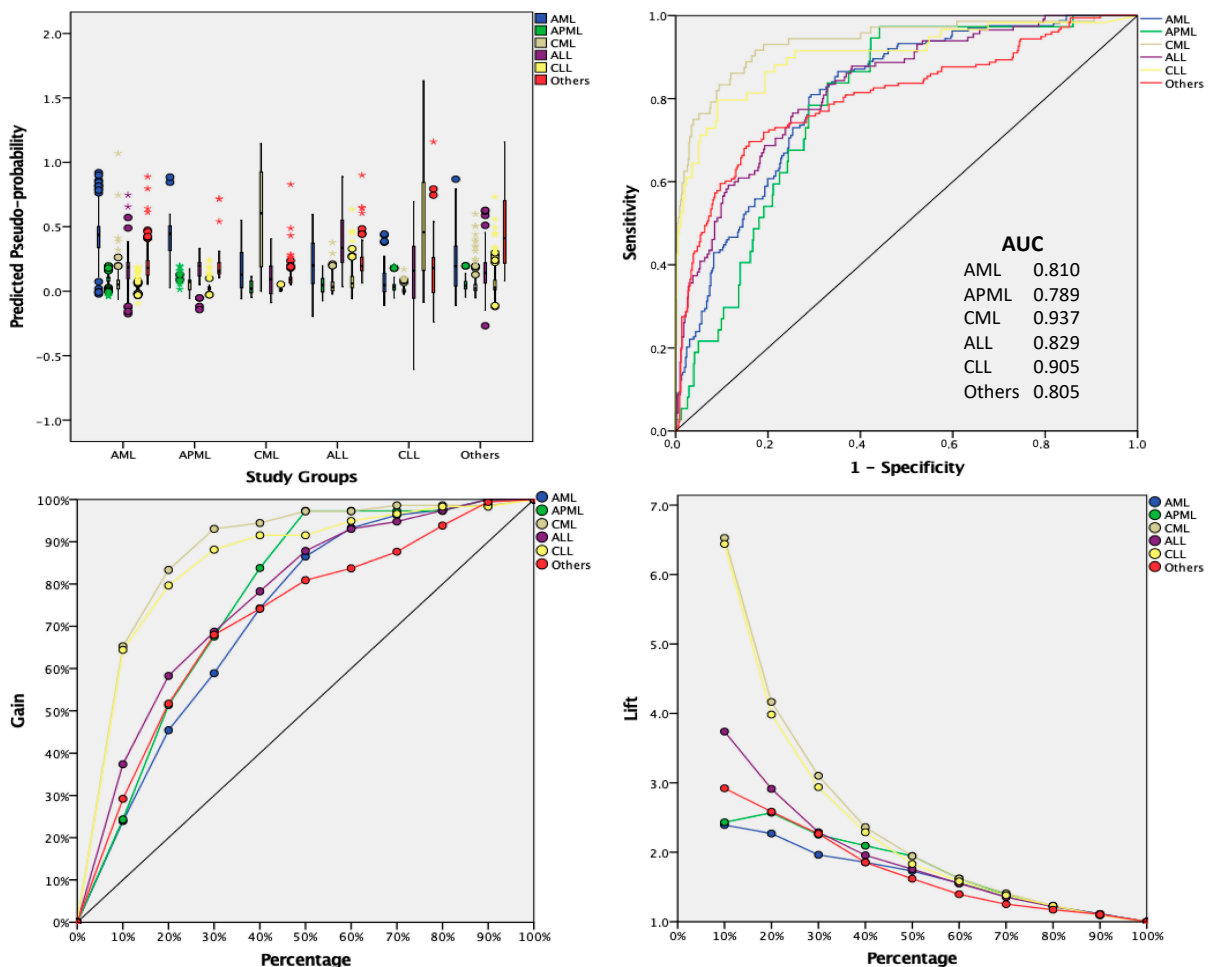 2.0
1.5
1.0
0.5
0.0
−0.5
−1.0
Predicted Pseudo-probability
AML
APML
CML
ALL
CLL
Others
Study Groups
AML
APML
CML
ALL
CLL
Others
1.0
0.8
0.6
0.4
0.2
0.0
Sensitivity
0.0
0.2
0.4
0.6
0.8
1.0
1 – Specificity
AUC
AML 0.810
APML 0.789
CML 0.937
ALL 0.829
CLL 0.905
Others 0.805
AML
APML
CML
ALL
CLL
Others
100%
90%
80%
70%
60%
50%
40%
30%
20%
10%
0%
Gain
0%
10%
20%
30%
40%
50%
60%
70%
80%
90%
100%
Percentage
AML
APML
CML
ALL
CLL
Others
7.0
6.0
5.0
4.0
3.0
2.0
1.0
Lift
0%
10%
20%
30%
40%
50%
60%
70%
80%
90%
100%
Percentage
AML
APML
CML
ALL
CLL
Others